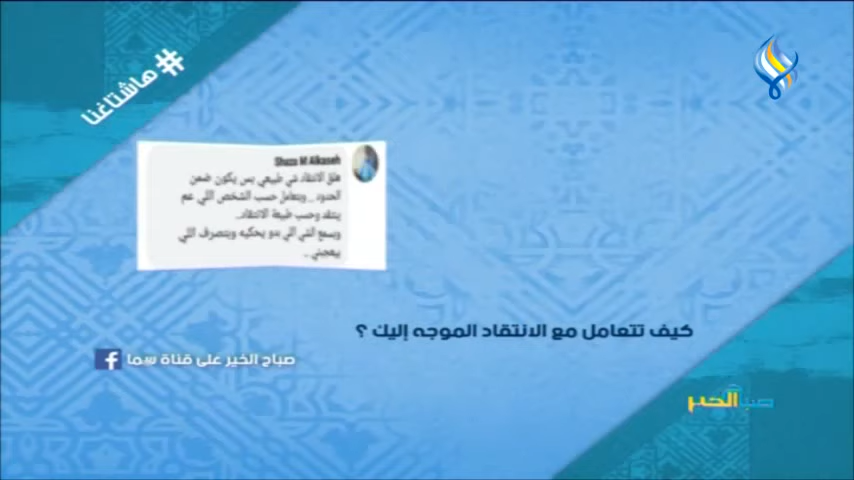 #هاشتاغنا
Shaza M Alkaseh
هلق الانتقاد شي طبيعي بس يكون ضمن
الحدود .. وبتعامل حسب الشخص اللي عم
ينتقد وحسب طبيعة الانتقاد..
وبسمع الشي اللي بدو يحكيه وبتصرف اللي
بيعجبني ..
كيف تتعامل مع الانتقاد الموجه إليك ؟
صباح الخير على قناة سما
صباح الخير